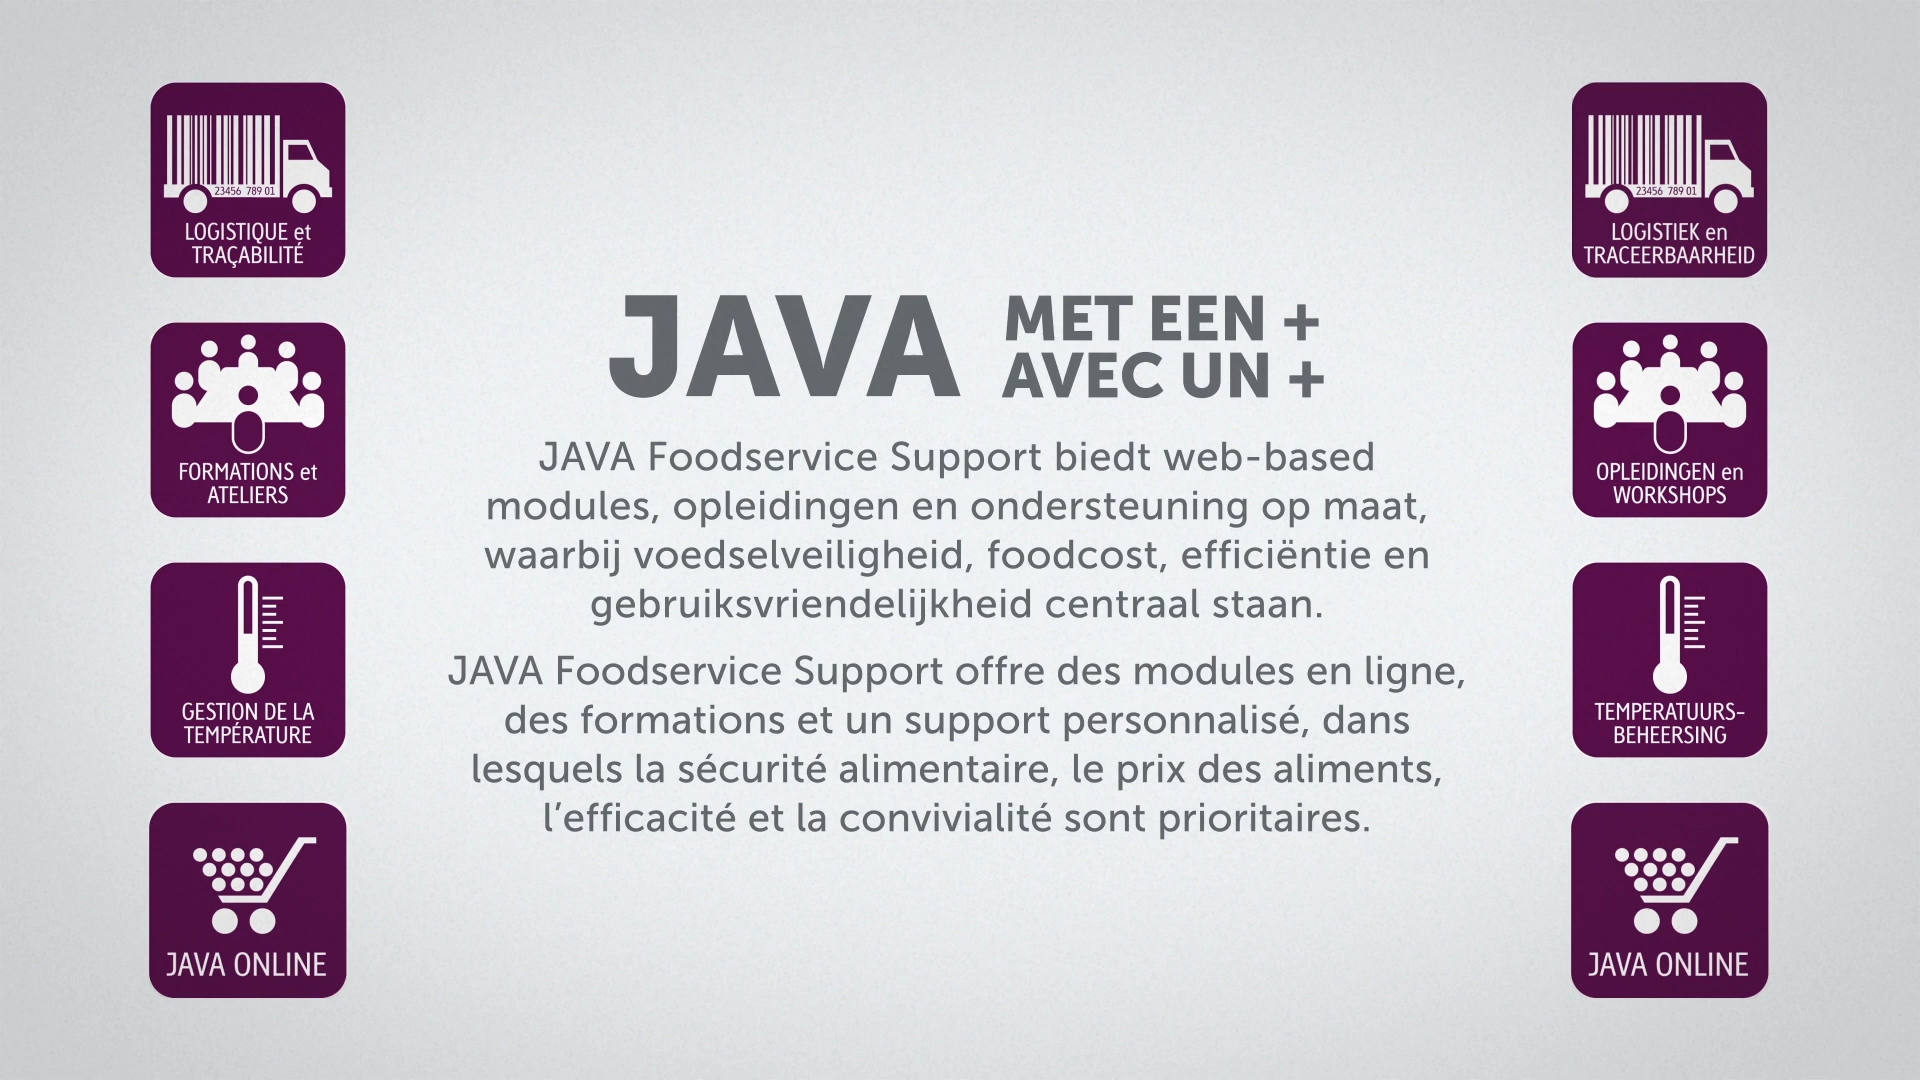 23456 789 01
LOGISTIQUE et
TRAÇABILITÉ
FORMATIONS et
ATELIERS
GESTION DE LA
TEMPÉRATURE
JAVA ONLINE
JAVA
MET EEN +
AVEC UN +
JAVA Foodservice Support biedt web-based
modules, opleidingen en ondersteuning op maat,
waarbij voedselveiligheid, foodcost, efficiëntie en
gebruiksvriendelijkheid centraal staan.
JAVA Foodservice Support offre des modules en ligne,
des formations et un support personnalisé, dans
lesquels la sécurité alimentaire, le prix des aliments,
l’efficacité et la convivialité sont prioritaires.
23456 789 01
LOGISTIEK en
TRACEERBAARHEID
OPLEIDINGEN en
WORKSHOPS
TEMPERATUURS-
BEHEERSING
JAVA ONLINE